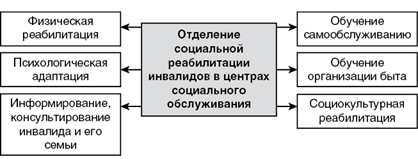 Физическая
реабилитация
Психологическая
адаптация
Информирование,
консультирование
инвалида и его
семьи
Отделение
социальной
реабилитации
инвалидов в центрах
социального
обслуживания
Обучение
самообслуживанию
Обучение
организации быта
Социокультурная
реабилитация